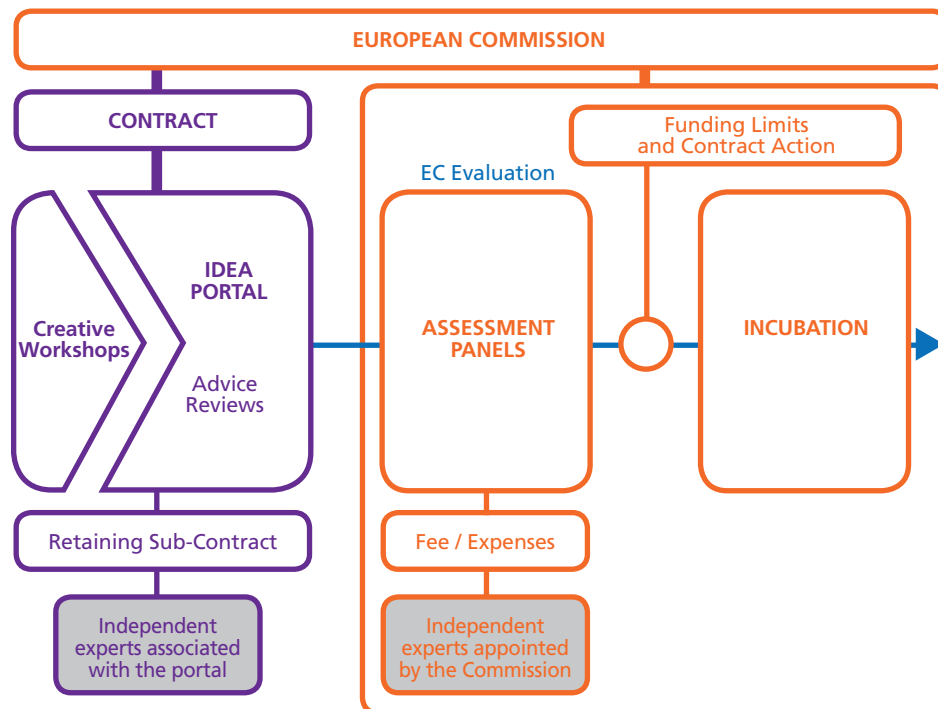 EUROPEAN COMMISSION
CONTRACT
Funding Limits
and Contract Action
EC Evaluation
IDEA
PORTAL
Creative
Workshops
Advice
Reviews
ASSESSMENT
PANELS
INCUBATION
Retaining Sub-Contract
Fee / Expenses
Independent
experts associated
with the portal
Independent
experts appointed
by the Commission